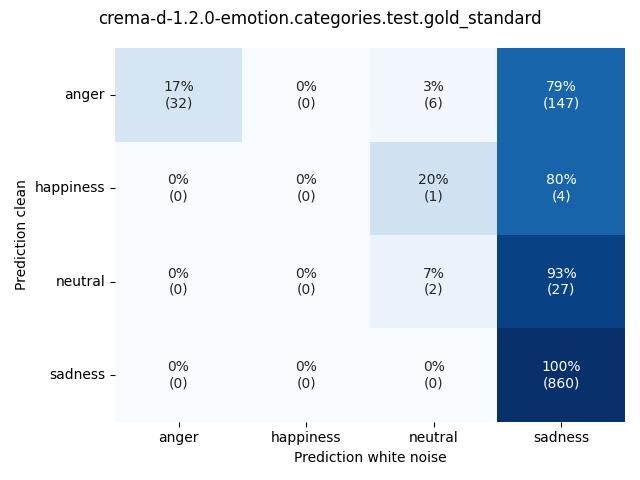 crema-d-1.2.0-emotion.categories.test.gold_standard
anger
17%
(32)
0%
(0)
3%
(6)
79%
(147)
happiness
0%
(0)
0%
(0)
20%
(1)
80%
(4)
neutral
0%
(0)
0%
(0)
7%
(2)
93%
(27)
sadness
0%
(0)
0%
(0)
0%
(0)
100%
(860)
Prediction clean
anger
happiness
neutral
sadness
Prediction white noise